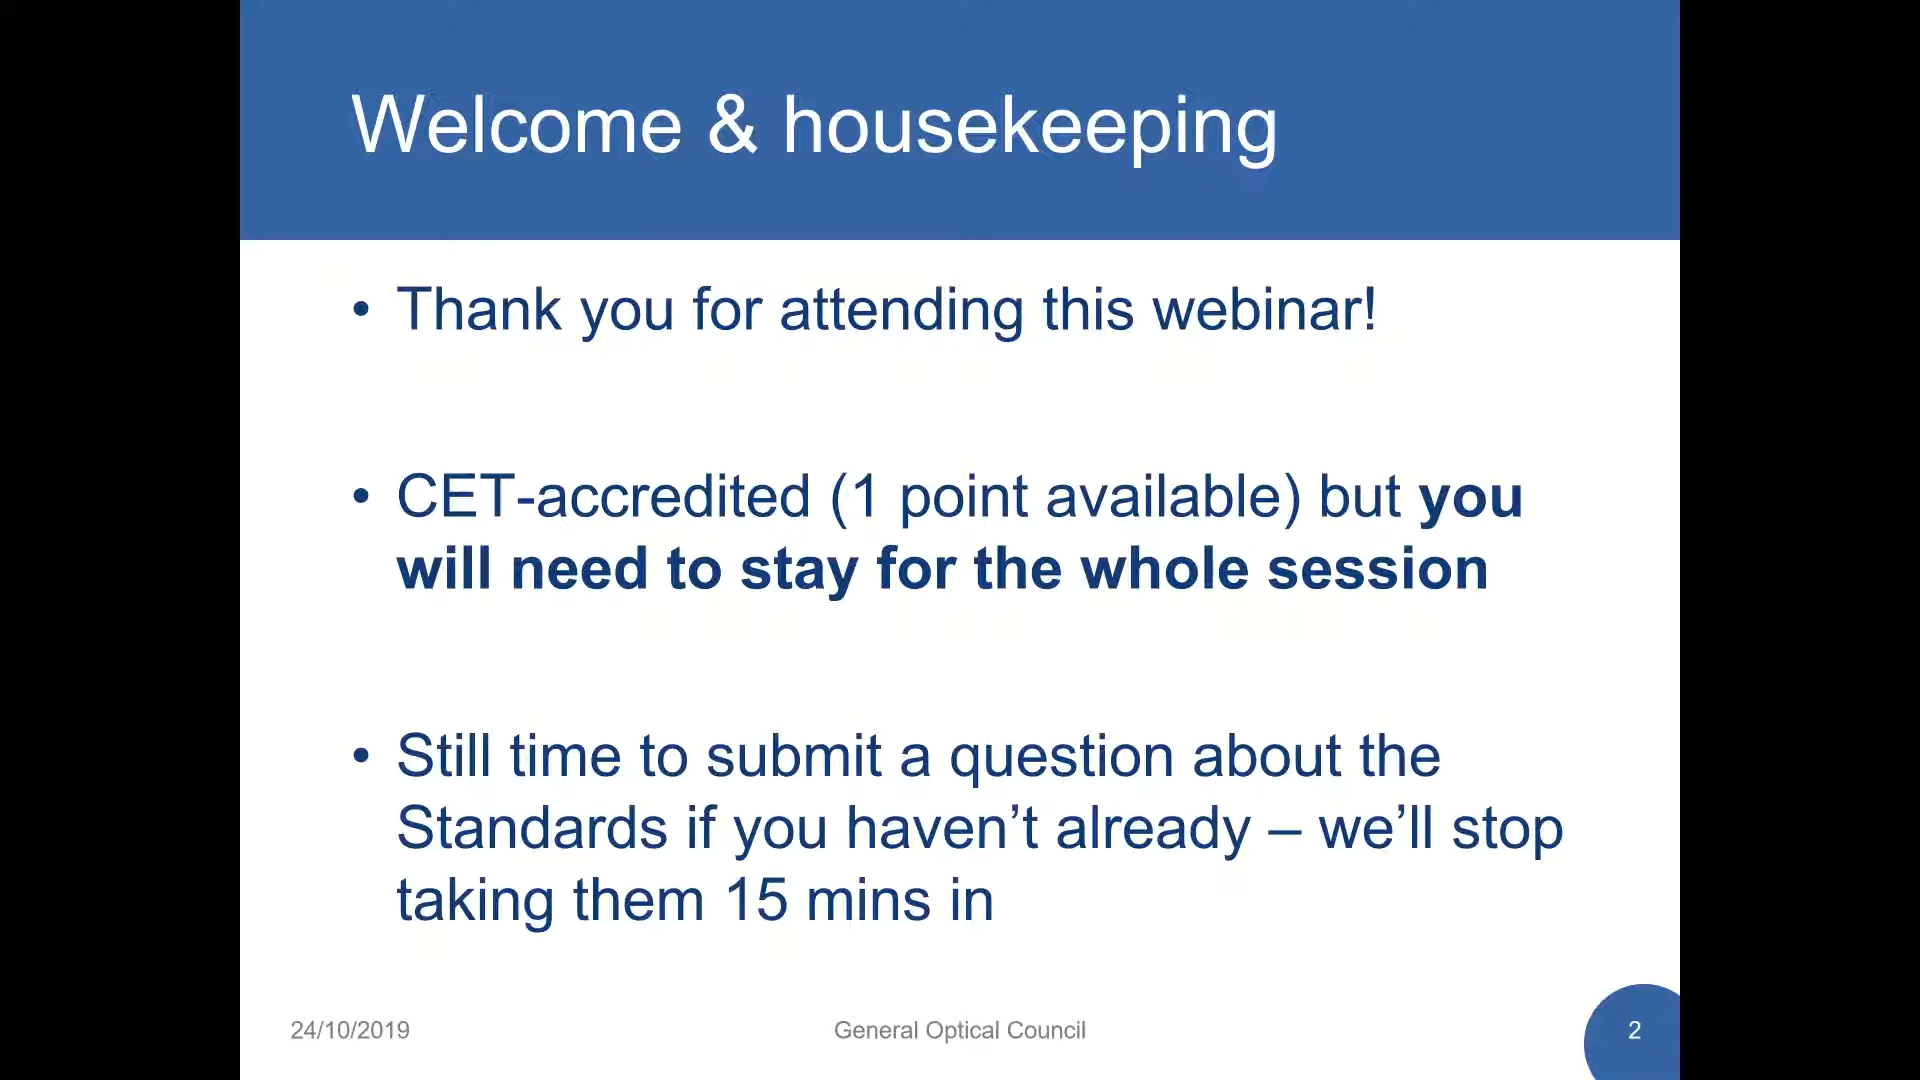 Welcome & housekeeping
• Thank you for attending this webinar!
• CET-accredited (1 point available) but you
will need to stay for the whole session
• Still time to submit a question about the
Standards if you haven’t already – we’ll stop
taking them 15 mins in
24/10/2019
General Optical Council
2